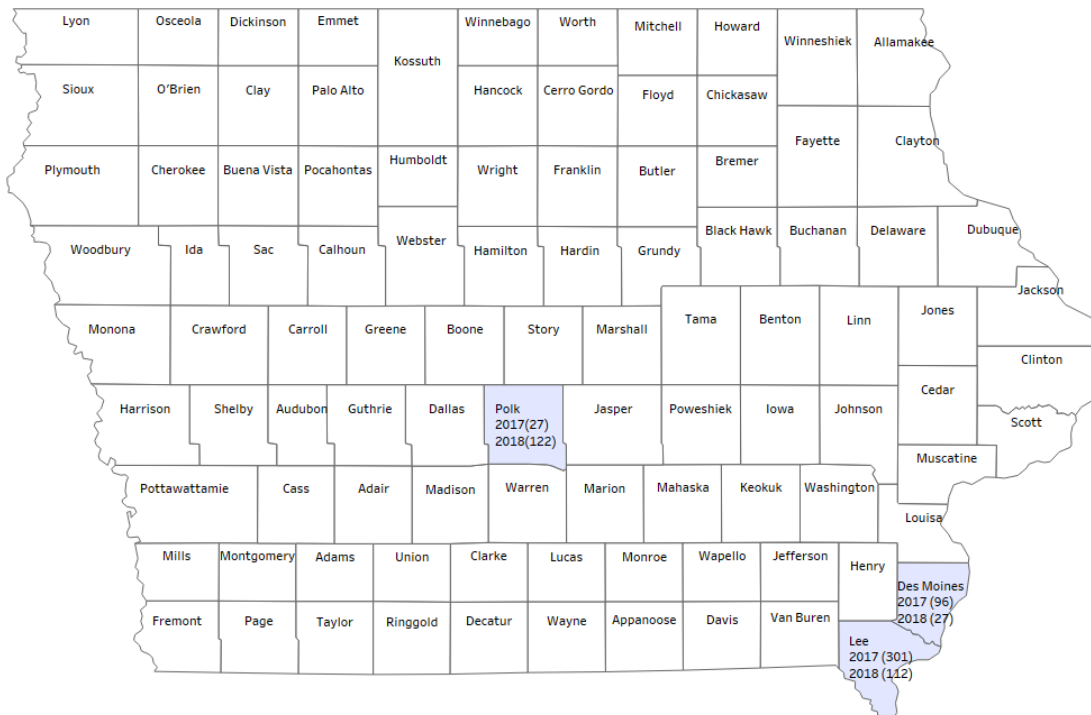 Lyon
Osceola
Dickinson
Emmet
Kossuth
Winnebago
Worth
Mitchell
Howard
Winneshiek
Allamakee
Sioux
O'Brien
Clay
Palo Alto
Hancock
Cerro Gordo
Floyd
Chickasaw
Fayette
Clayton
Plymouth
Cherokee
Buena Vista
Pocahontas
Humboldt
Wright
Franklin
Butler
Bremer
Woodbury
Ida
Sac
Calhoun
Webster
Hamilton
Hardin
Grundy
Black Hawk
Buchanan
Delaware
Dubuque
Jackson
Monona
Crawford
Carroll
Greene
Boone
Story
Marshall
Tama
Benton
Linn
Jones
Clinton
Harrison
Shelby
Audubon
Guthrie
Dallas
Polk
2017(27)
2018(122)
Jasper
Poweshiek
Iowa
Johnson
Cedar
Scott
Muscatine
Pottawattamie
Cass
Adair
Madison
Warren
Marion
Mahaska
Keokuk
Washington
Louisa
Mills
Montgomery
Adams
Union
Clarke
Lucas
Monroe
Wapello
Jefferson
Henry
Des Moines
2017 (96)
2018 (27)
Fremont
Page
Taylor
Ringgold
Decatur
Wayne
Appanoose
Davis
Van Buren
Lee
2017 (301)
2018 (112)